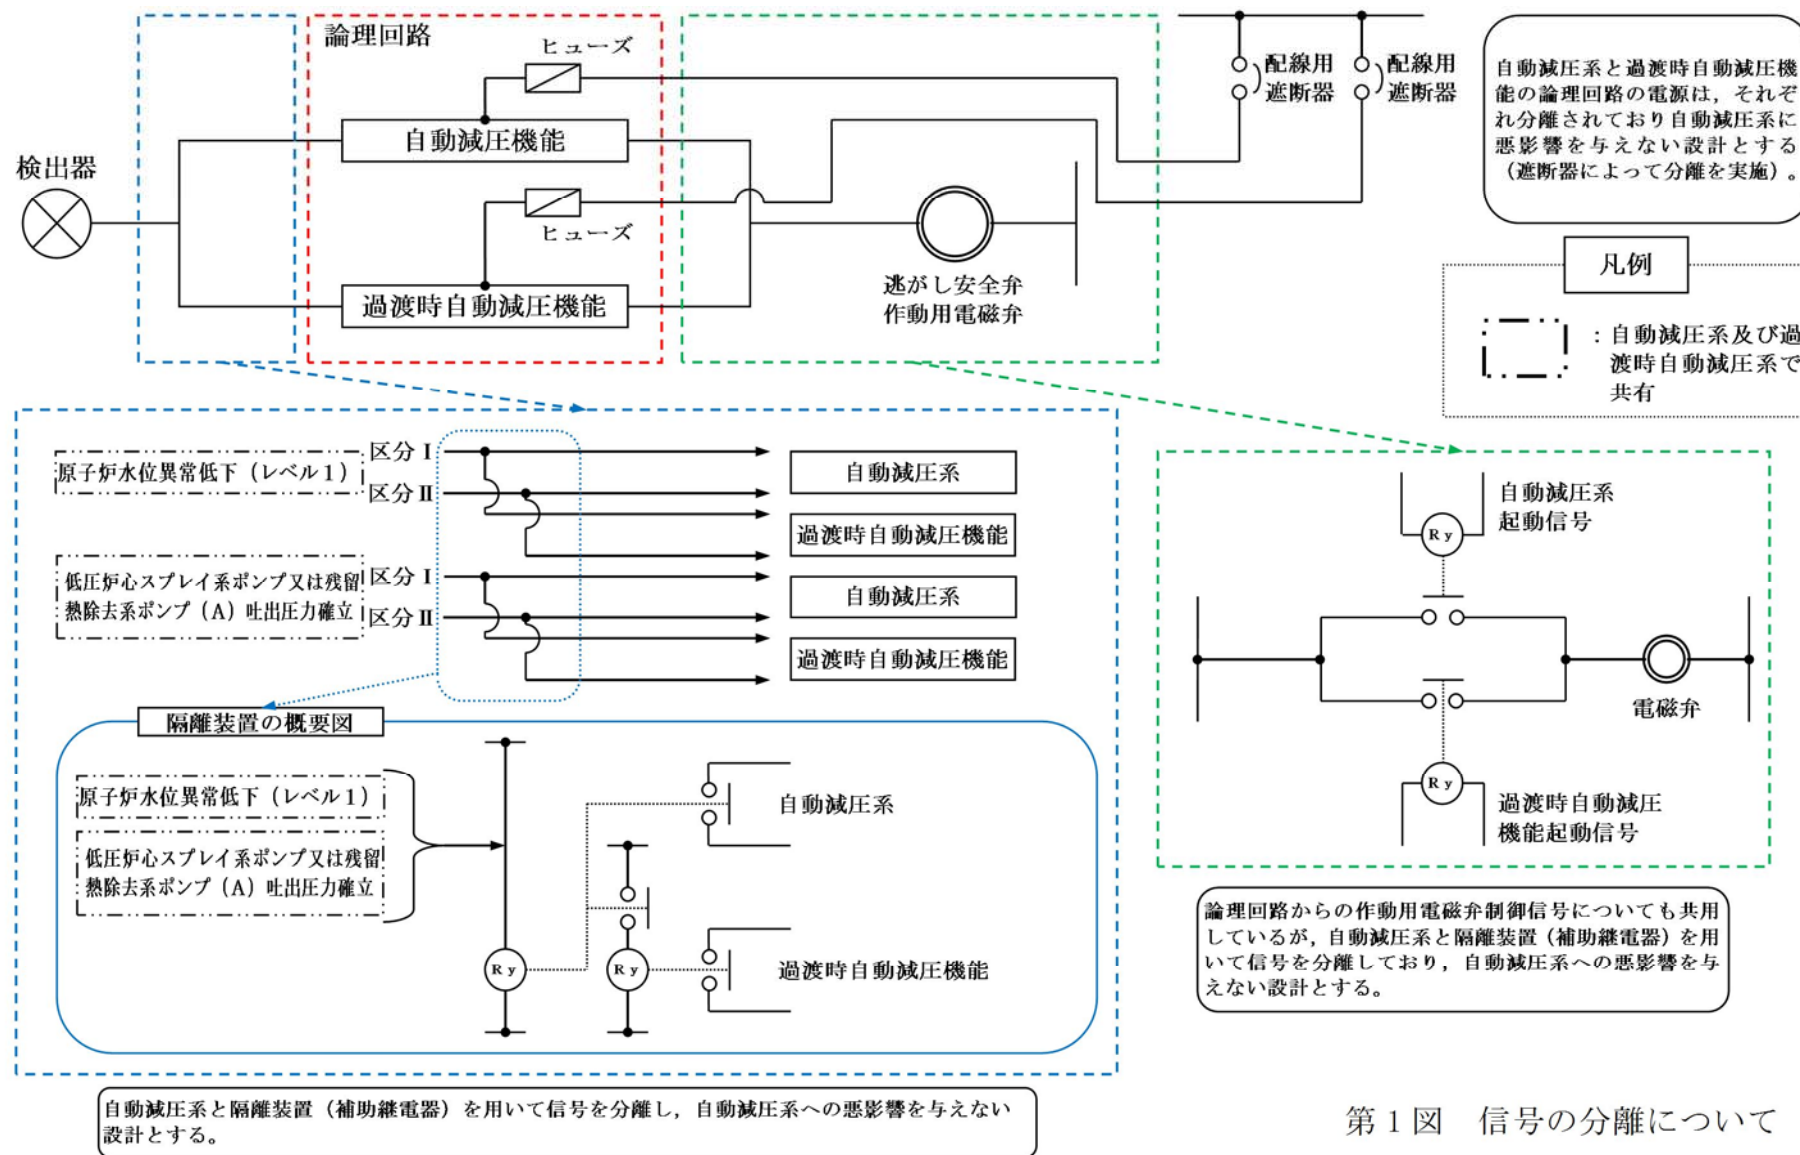 論理回路
ヒューズ
自動減圧機能
検出器
ヒューズ
過渡時自動減圧機能
逃がし安全弁
作動用電磁弁
配線用
遮断器
配線用
遮断器
自動減圧系と過渡時自動減圧機
能の論理回路の電源は，それぞ
れ分離されており自動減圧系に
悪影響を与えない設計とする
（遮断器によって分離を実施）。
凡例
：自動減圧系及び過
渡時自動減圧系で
共有
原子炉水位異常低下（レベル１）
区分Ⅰ
区分Ⅱ
自動減圧系
過渡時自動減圧機能
低圧炉心スプレイ系ポンプ又は残留
熱除去系ポンプ（Ａ）吐出圧力確立
区分Ⅰ
区分Ⅱ
自動減圧系
過渡時自動減圧機能
隔離装置の概要図
原子炉水位異常低下（レベル１）
低圧炉心スプレイ系ポンプ又は残留
熱除去系ポンプ（Ａ）吐出圧力確立
Ｒｙ
Ｒｙ
自動減圧系
過渡時自動減圧機能
自動減圧系と隔離装置（補助継電器）を用いて信号を分離し，自動減圧系への悪影響を与えない
設計とする。
自動減圧系
起動信号
Ｒｙ
電磁弁
Ｒｙ
過渡時自動減圧
機能起動信号
論理回路からの作動用電磁弁制御信号についても共用
しているが，自動減圧系と隔離装置（補助継電器）を用
いて信号を分離しており，自動減圧系への悪影響を与
えない設計とする。
第１図　信号の分離について